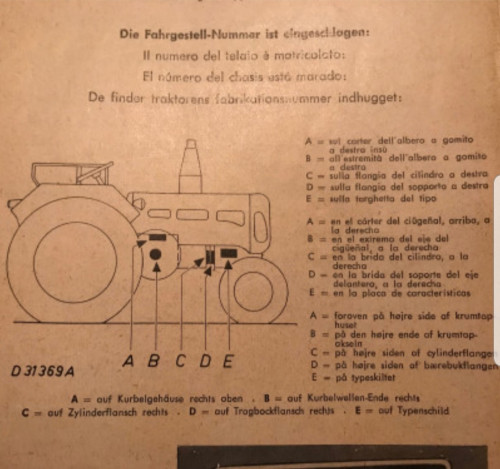 Die Fahrgestell-Nummer ist eingeschlagen:
Il numero del telaio è matricolato:
El número del chasis está marado:
De finder traktorens fabrikationsnummer indhugget:
A = sul carter dell'albero a gomito
a destra insù
B = all'estremità dell'albero a gomito
a destra
C = sulla flangia del cilindro a destra
D = sulla flangia del sopporto a destra
E = sulla targhetta del tipo
A = en el cárter del cigüeñal, arriba, a
la derecha
B = en el extremo del eje del
cigüeñal, a la derecha
C = en la brida del cilindro, a la
derecha
D = en la brida del soporte del eje
delantero, a la derecha
E = en la placa de características
A = foroven på højre side af krumtap-
huset
B = på den højre ende af krumtap-
akseln
C = på højre siden af cylinderflangen
D = på højre siden af bærebukflangen
E = på typeskiltet
A B C D E
D 31369 A
A = auf Kurbelgehäuse rechts oben . B = auf Kurbelwellen-Ende rechts
C = auf Zylinderflansch rechts . D = auf Tragbockflansch rechts . E = auf Typenschild